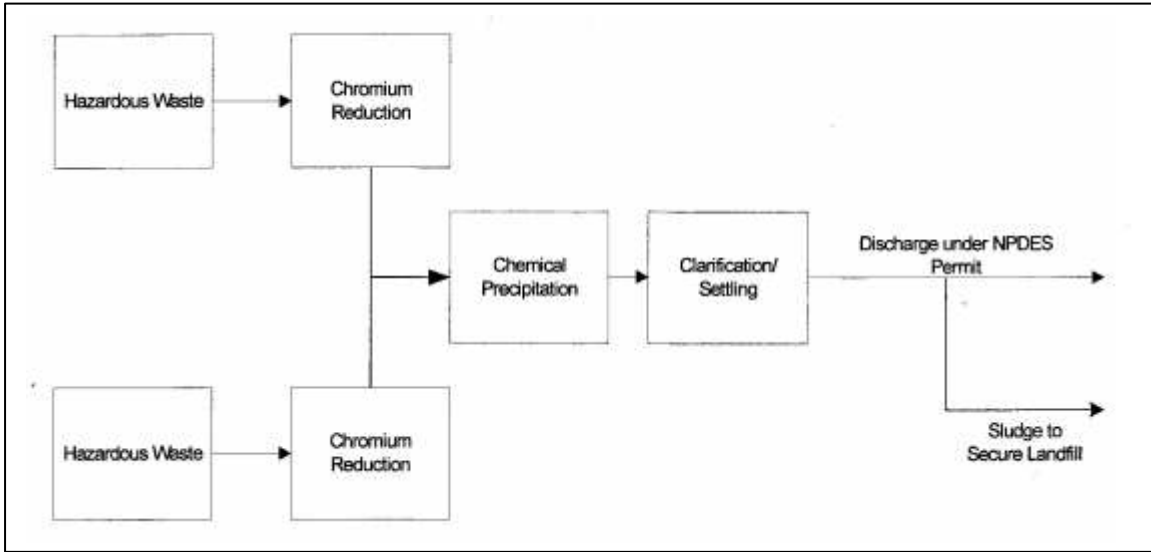 Hazardous Waste
Chromium
Reduction
Chemical
Precipitation
Clarification/
Settling
Discharge under NPDES
Permit
Hazardous Waste
Chromium
Reduction
Sludge to
Secure Landfill